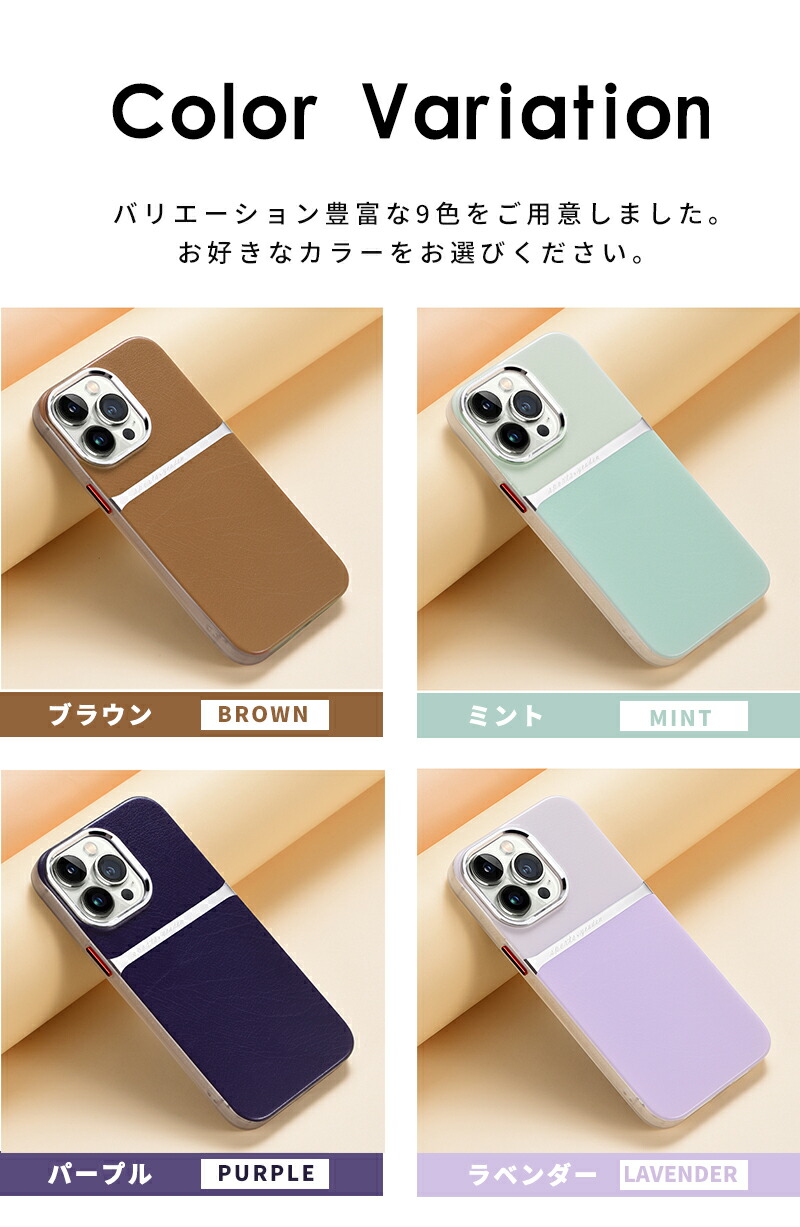 Color Variation
バリエーション豊富な9色をご用意しました。
お好きなカラーをお選びください。
ブラウン BROWN
ミント MINT
パープル PURPLE
ラベンダー LAVENDER